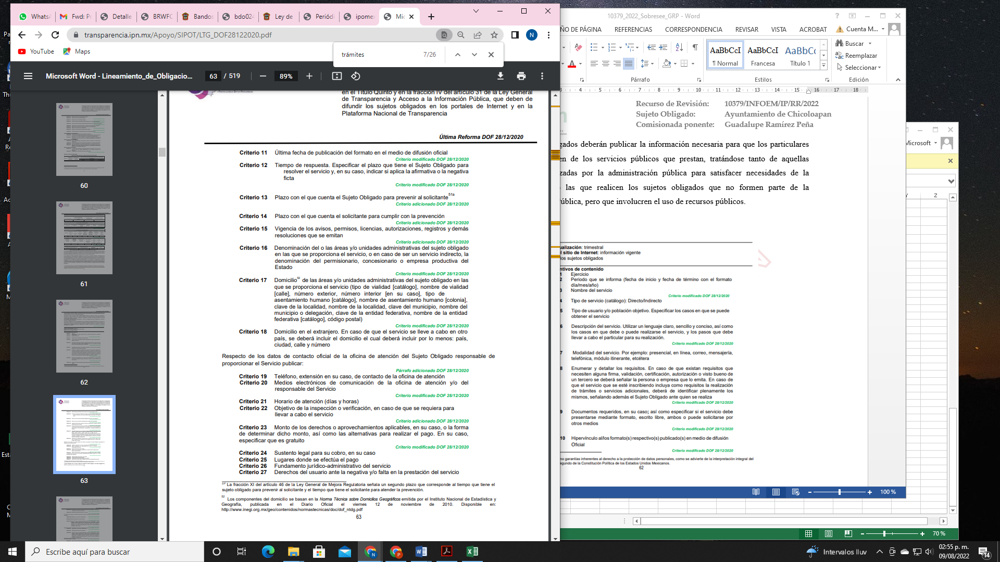 WhatsA
Fwd: Pr
Detalle
BRWFC
Bandos
bdo024
Ley de
Periódi
ipomex
Mic
transparencia.ipn.mx/Apoyo/SIPOT/LTG_DOF28122020.pdf
N
YouTube
Maps
trámites 7/26
Microsoft Word - Lineamiento_de_Obligacio...
63 / 519
89%
60
61
62
63
en el Título Quinto y en la fracción IV del artículo 31 de la Ley General
de Transparencia y Acceso a la Información Pública, que deben de
difundir los sujetos obligados en los portales de Internet y en la
Plataforma Nacional de Transparencia
Última Reforma DOF 28/12/2020
Criterio 11 Última fecha de publicación del formato en el medio de difusión oficial
Criterio modificado DOF 28/12/2020
Criterio 12 Tiempo de respuesta. Especificar el plazo que tiene el Sujeto Obligado para
resolver el servicio y, en su caso, indicar si aplica la afirmativa o la negativa
ficta
Criterio modificado DOF 28/12/2020
Criterio 13 Plazo con el que cuenta el Sujeto Obligado para prevenir al solicitante51a
Criterio adicionado DOF 28/12/2020
Criterio 14 Plazo con el que cuenta el solicitante para cumplir con la prevención
Criterio adicionado DOF 28/12/2020
Criterio 15 Vigencia de los avisos, permisos, licencias, autorizaciones, registros y demás
resoluciones que se emitan
Criterio adicionado DOF 28/12/2020
Criterio 16 Denominación del o las áreas y/o unidades administrativas del sujeto obligado
en las que se proporciona el servicio, o en caso de ser un servicio indirecto, la
denominación del permisionario, concesionario o empresa productiva del
Estado
Criterio modificado DOF 28/12/2020
Criterio 17 Domicilio52 de las áreas y/o unidades administrativas del sujeto obligado en las
que se proporciona el servicio (tipo de vialidad [catálogo], nombre de vialidad
[calle], número exterior, número interior [en su caso], tipo de
asentamiento humano [catálogo], nombre de asentamiento humano [colonia],
clave de la localidad, nombre de la localidad, clave del municipio, nombre del
municipio o delegación, clave de la entidad federativa, nombre de la entidad
federativa [catálogo], código postal)
Criterio modificado DOF 28/12/2020
Criterio 18 Domicilio en el extranjero. En caso de que el servicio se lleve a cabo en otro
país, se deberá incluir el domicilio el cual deberá incluir por lo menos: país,
ciudad, calle y número
Respecto de los datos de contacto oficial de la oficina de atención del Sujeto Obligado responsable de
proporcionar el Servicio publicar:
Párrafo adicionado DOF 28/12/2020
Criterio 19 Teléfono, extensión en su caso, de contacto de la oficina de atención
Criterio 20 Medios electrónicos de comunicación de la oficina de atención y/o del
responsable del Servicio
Criterio modificado DOF 28/12/2020
Criterio 21 Horario de atención (días y horas)
Criterio 22 Objetivo de la inspección o verificación, en caso de que se requiera para
llevar a cabo el servicio
Criterio adicionado DOF 28/12/2020
Criterio 23 Monto de los derechos o aprovechamientos aplicables, en su caso, o la forma
de determinar dicho monto, así como las alternativas para realizar el pago. En su caso,
especificar que es gratuito
Criterio modificado DOF 28/12/2020
Criterio 24 Sustento legal para su cobro, en su caso
Criterio 25 Lugares donde se efectúa el pago
Criterio 26 Fundamento jurídico-administrativo del servicio
Criterio 27 Derechos del usuario ante la negativa y/o falta en la prestación del servicio
La fracción XI del artículo 46 de la Ley General de Mejora Regulatoria señala un segundo plazo que corresponde al tiempo que tiene el
sujeto obligado para prevenir al solicitante y el tiempo que tiene el solicitante para atender la prevención.
52 Los componentes del domicilio se basan en la Norma Técnica sobre Domicilios Geográficos emitida por el Instituto Nacional de Estadística y
Geografía, publicada en el Diario Oficial el viernes 12 de noviembre de 2010. Disponible en:
http://www.inegi.org.mx/geo/contenidos/normastecnicas/doc/dof_ntdg.pdf
63
10379_2022_Sobresee_GRP - Word
ÑO DE PÁGINA REFERENCIAS CORRESPONDENCIA REVISAR VISTA ACROBAT Cuenta M...
AaBbCcI AaBbCcI AaBbCc
¶ Normal Francesa Título 1
Buscar
Reemplazar
Seleccionar
Párrafo Estilos Edición
3 4 5 6 7 8 9 10 11 12 13 14 15 16 17 18
Recurso de Revisión: 10379/INFOEM/IP/RR/2022
Sujeto Obligado: Ayuntamiento de Chicoloapan
Comisionada ponente: Guadalupe Ramírez Peña
gados deberán publicar la información necesaria para que los particulares
en de los servicios públicos que prestan, tratándose tanto de aquellas
zadas por la administración pública para satisfacer necesidades de la
las que realicen los sujetos obligados que no formen parte de la
Pública, pero que involucren el uso de recursos públicos.
ualización: trimestral
l sitio de Internet: información vigente
los sujetos obligados
ntivos de contenido
1 Ejercicio
2 Periodo que se informa (fecha de inicio y fecha de término con el formato
día/mes/año)
3 Nombre del servicio
Criterio modificado DOF 28/12/2020
4 Tipo de servicio (catálogo): Directo/Indirecto
5 Tipo de usuario y/o población objetivo. Especificar los casos en que se puede
obtener el servicio
6 Descripción del servicio. Utilizar un lenguaje claro, sencillo y conciso, así como
los casos en que debe o puede realizarse el servicio, y los pasos que debe
llevar a cabo el particular para su realización.
Criterio modificado DOF 28/12/2020
7 Modalidad del servicio. Por ejemplo: presencial, en línea, correo, mensajería,
telefónica, módulo itinerante, etcétera
8 Enumerar y detallar los requisitos. En caso de que existan requisitos que
necesiten alguna firma, validación, certificación, autorización o visto bueno de
un tercero se deberá señalar la persona o empresa que lo emita. En caso de
que el servicio que se esté inscribiendo incluya como requisitos la realización
de trámites o servicios adicionales, deberá de identificar plenamente los
mismos, señalando además el Sujeto Obligado ante quien se realiza
Criterio modificado DOF 28/12/2020
9 Documentos requeridos, en su caso; así como especificar si el servicio debe
presentarse mediante formato, escrito libre, ambos o puede solicitarse por
otros medios
Criterio modificado DOF 28/12/2020
10 Hipervínculo al/los formato(s) respectivo(s) publicado(s) en medio de difusión
Oficial
Criterio modificado DOF 28/12/2020
no garantías inherentes al derecho a la protección de datos personales, como se advierte de la interpretación integral del
egundo de la Constitución Política de los Estados Unidos Mexicanos.
62
100 %
Microsoft
Z
70 %
Escribe aquí para buscar
Intervalos lluv
02:55 p. m.
09/08/2022
14